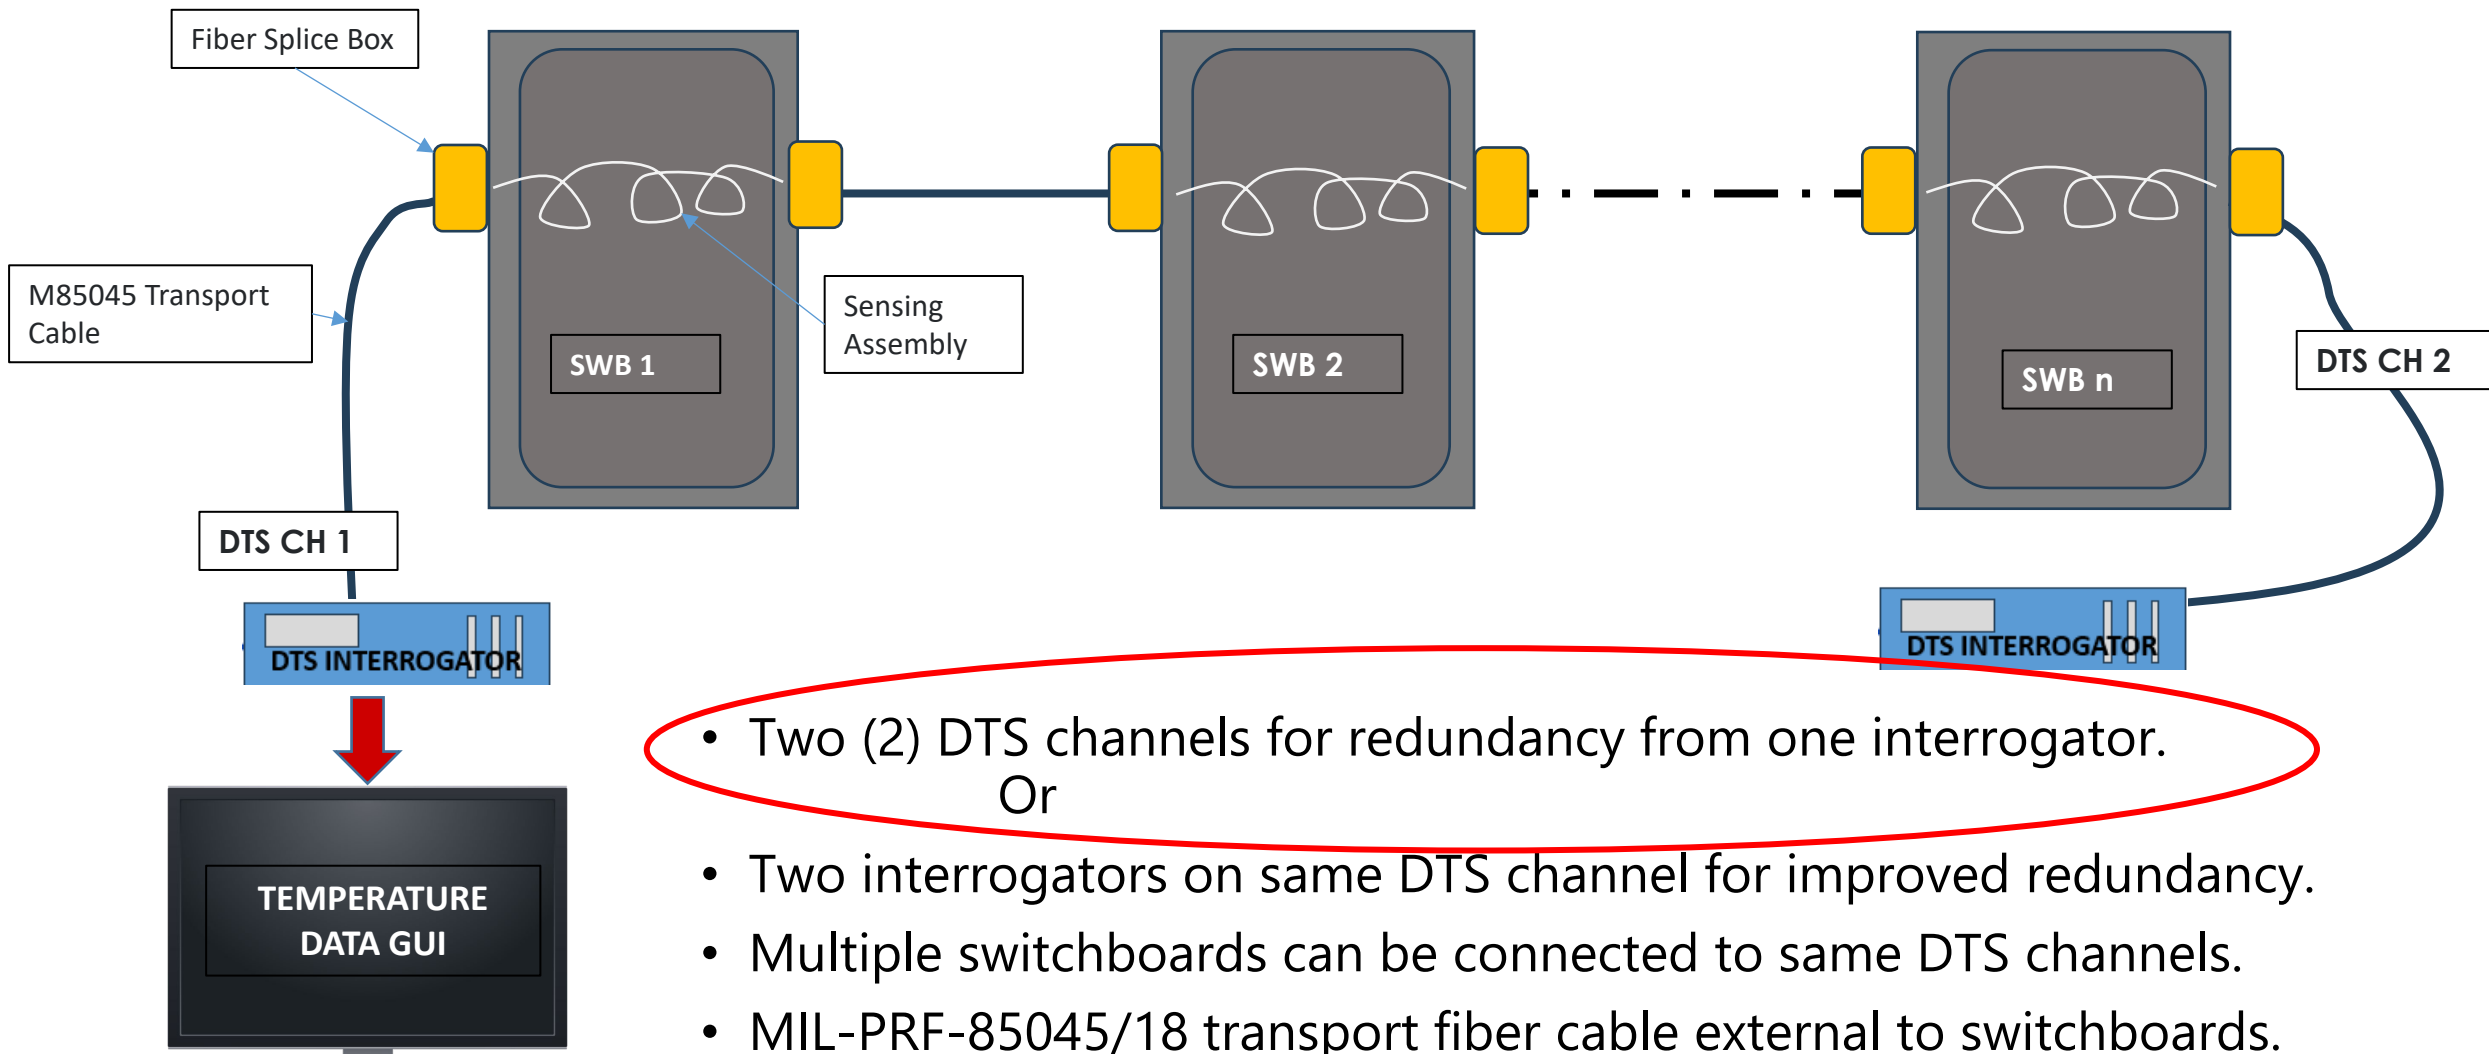 Fiber Splice Box
M85045 Transport
Cable
SWB 1
Sensing
Assembly
SWB 2
SWB n
DTS CH 2
DTS CH 1
DTS INTERROGATOR
DTS INTERROGATOR
• Two (2) DTS channels for redundancy from one interrogator.
Or
• Two interrogators on same DTS channel for improved redundancy.
• Multiple switchboards can be connected to same DTS channels.
• MIL-PRF-85045/18 transport fiber cable external to switchboards.
TEMPERATURE
DATA GUI